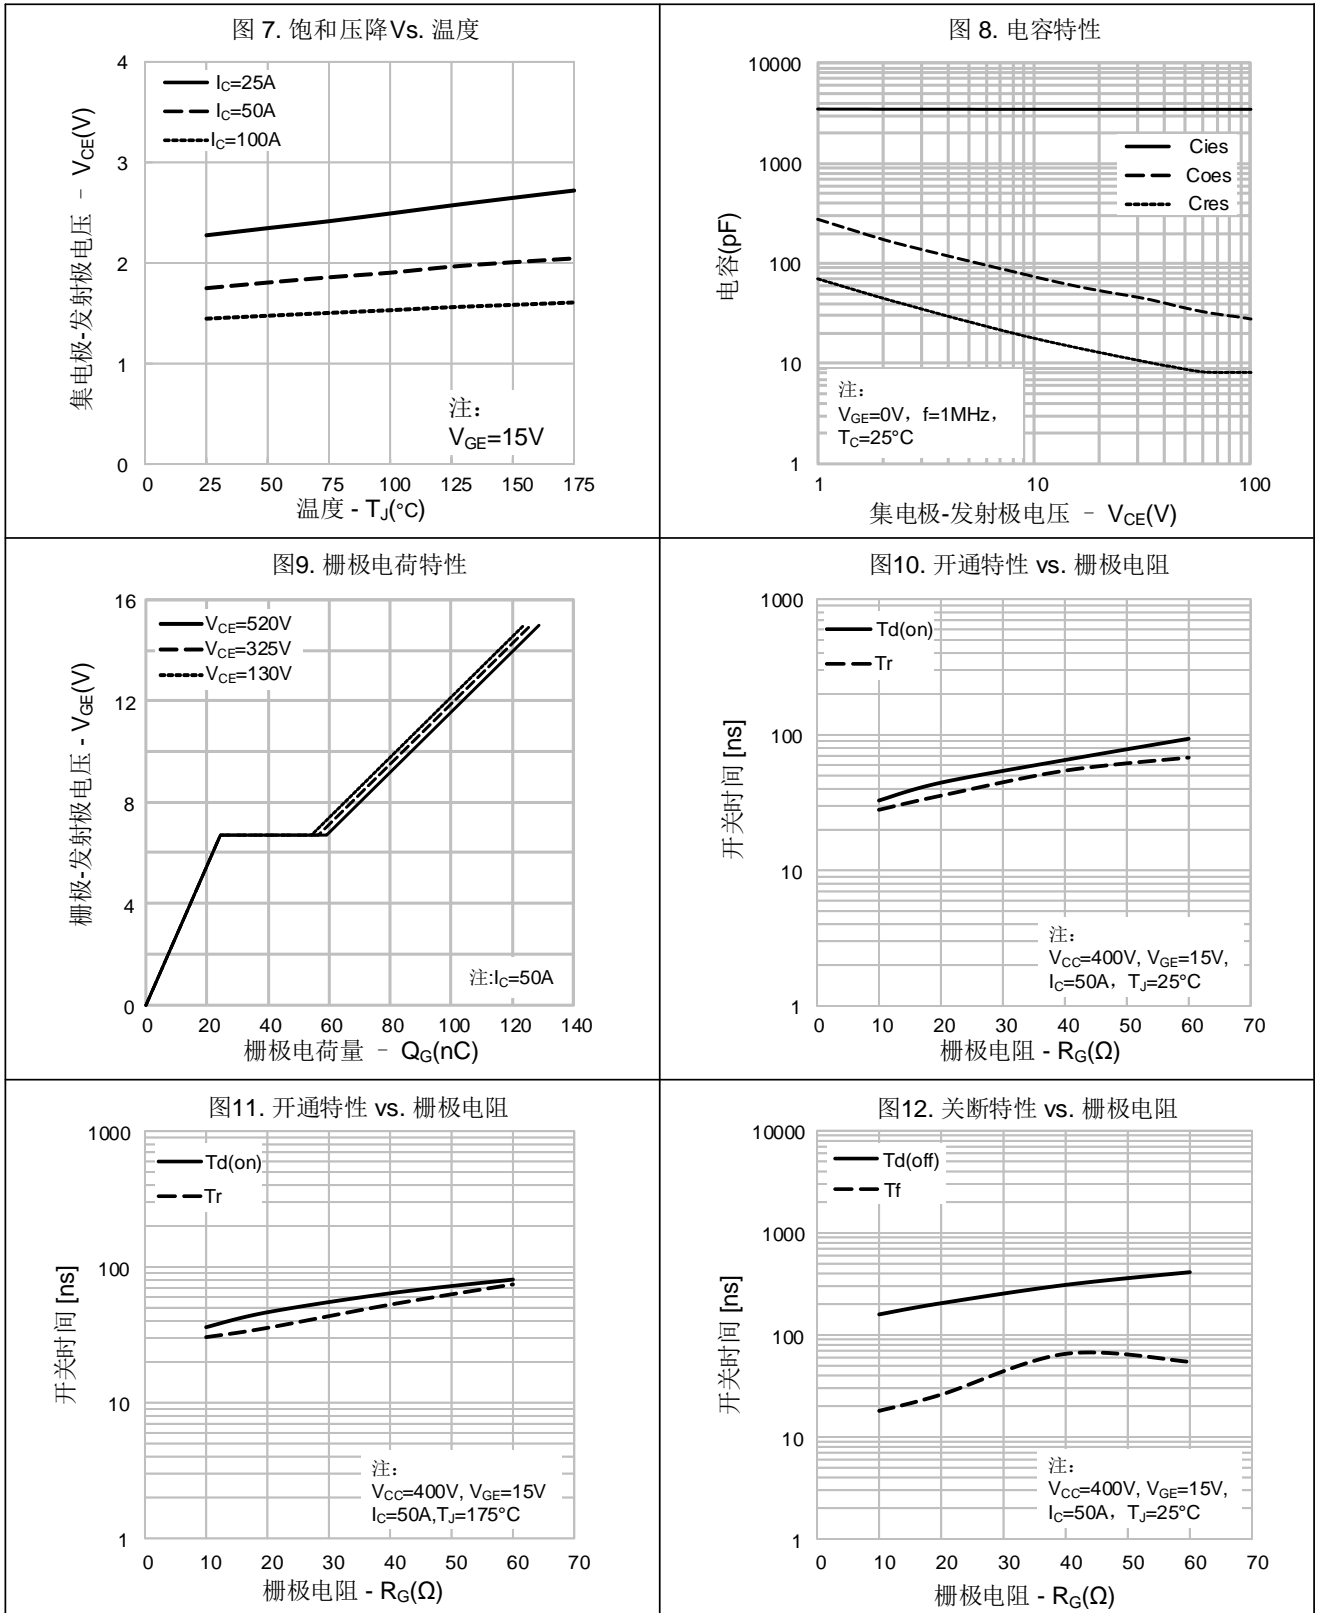 图 7. 饱和压降Vs. 温度
集电极-发射极电压 – VCE(V)
4
3
2
1
0
IC=25A
IC=50A
IC=100A
注：
VGE=15V
0 25 50 75 100 125 150 175
温度 - TJ(°C)
图 8. 电容特性
电容(pF)
10000
1000
100
10
1
Cies
Coes
Cres
注：
VGE=0V，f=1MHz，
TC=25°C
1 10 100
集电极-发射极电压 – VCE(V)
图9. 栅极电荷特性
栅极-发射极电压 - VGE(V)
16
12
8
4
0
VCE=520V
VCE=325V
VCE=130V
注:IC=50A
0 20 40 60 80 100 120 140
栅极电荷量 – QG(nC)
图10. 开通特性 vs. 栅极电阻
开关时间 [ns]
1000
100
10
1
Td(on)
Tr
注：
VCC=400V, VGE=15V,
IC=50A，TJ=25°C
0 10 20 30 40 50 60 70
栅极电阻 - RG(Ω)
图11. 开通特性 vs. 栅极电阻
开关时间 [ns]
1000
100
10
1
Td(on)
Tr
注：
VCC=400V, VGE=15V
IC=50A,TJ=175°C
0 10 20 30 40 50 60 70
栅极电阻 - RG(Ω)
图12. 关断特性 vs. 栅极电阻
开关时间 [ns]
10000
1000
100
10
1
Td(off)
Tf
注：
VCC=400V, VGE=15V,
IC=50A，TJ=25°C
0 10 20 30 40 50 60 70
栅极电阻 - RG(Ω)